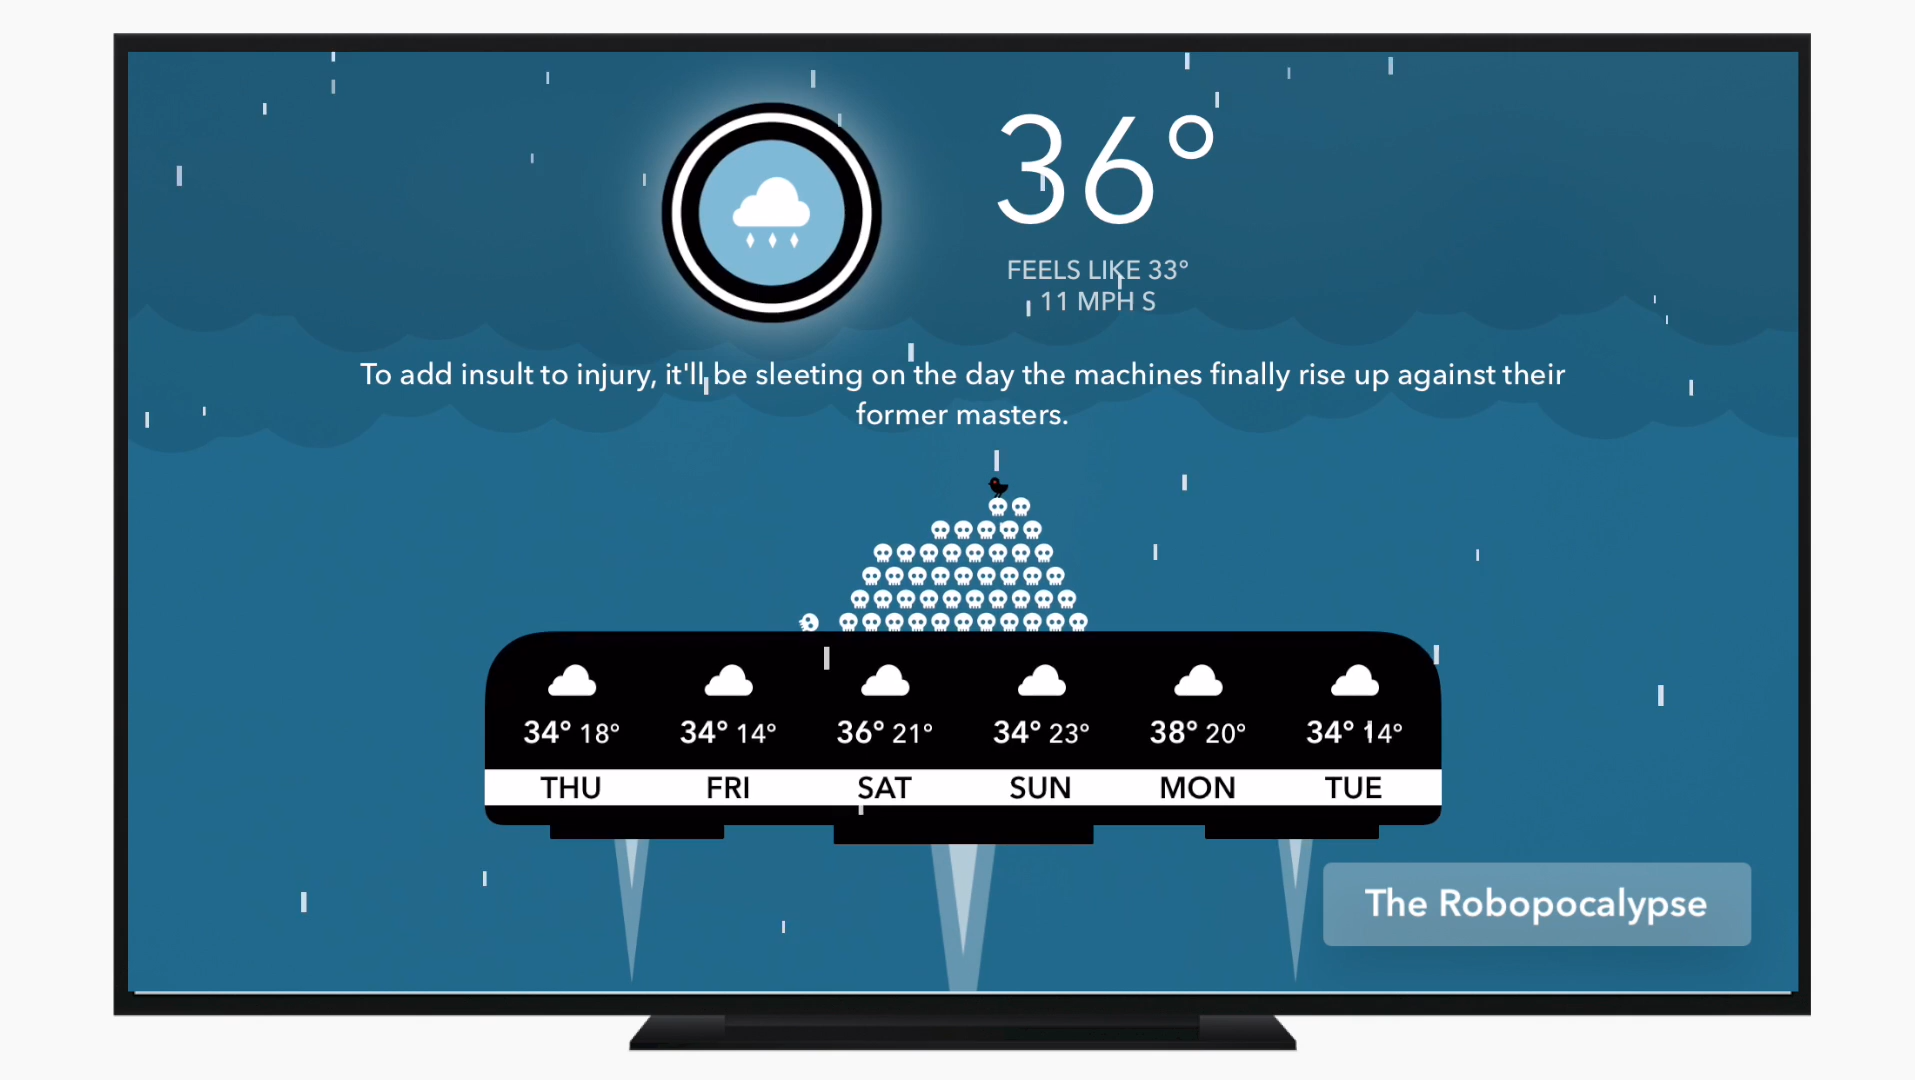 36°
FEELS LIKE 33°
11 MPH S
To add insult to injury, it'll be sleeting on the day the machines finally rise up against their
former masters.
34° 18° 34° 14° 36° 21° 34° 23° 38° 20° 34° 14°
THU FRI SAT SUN MON TUE
The Robopocalypse